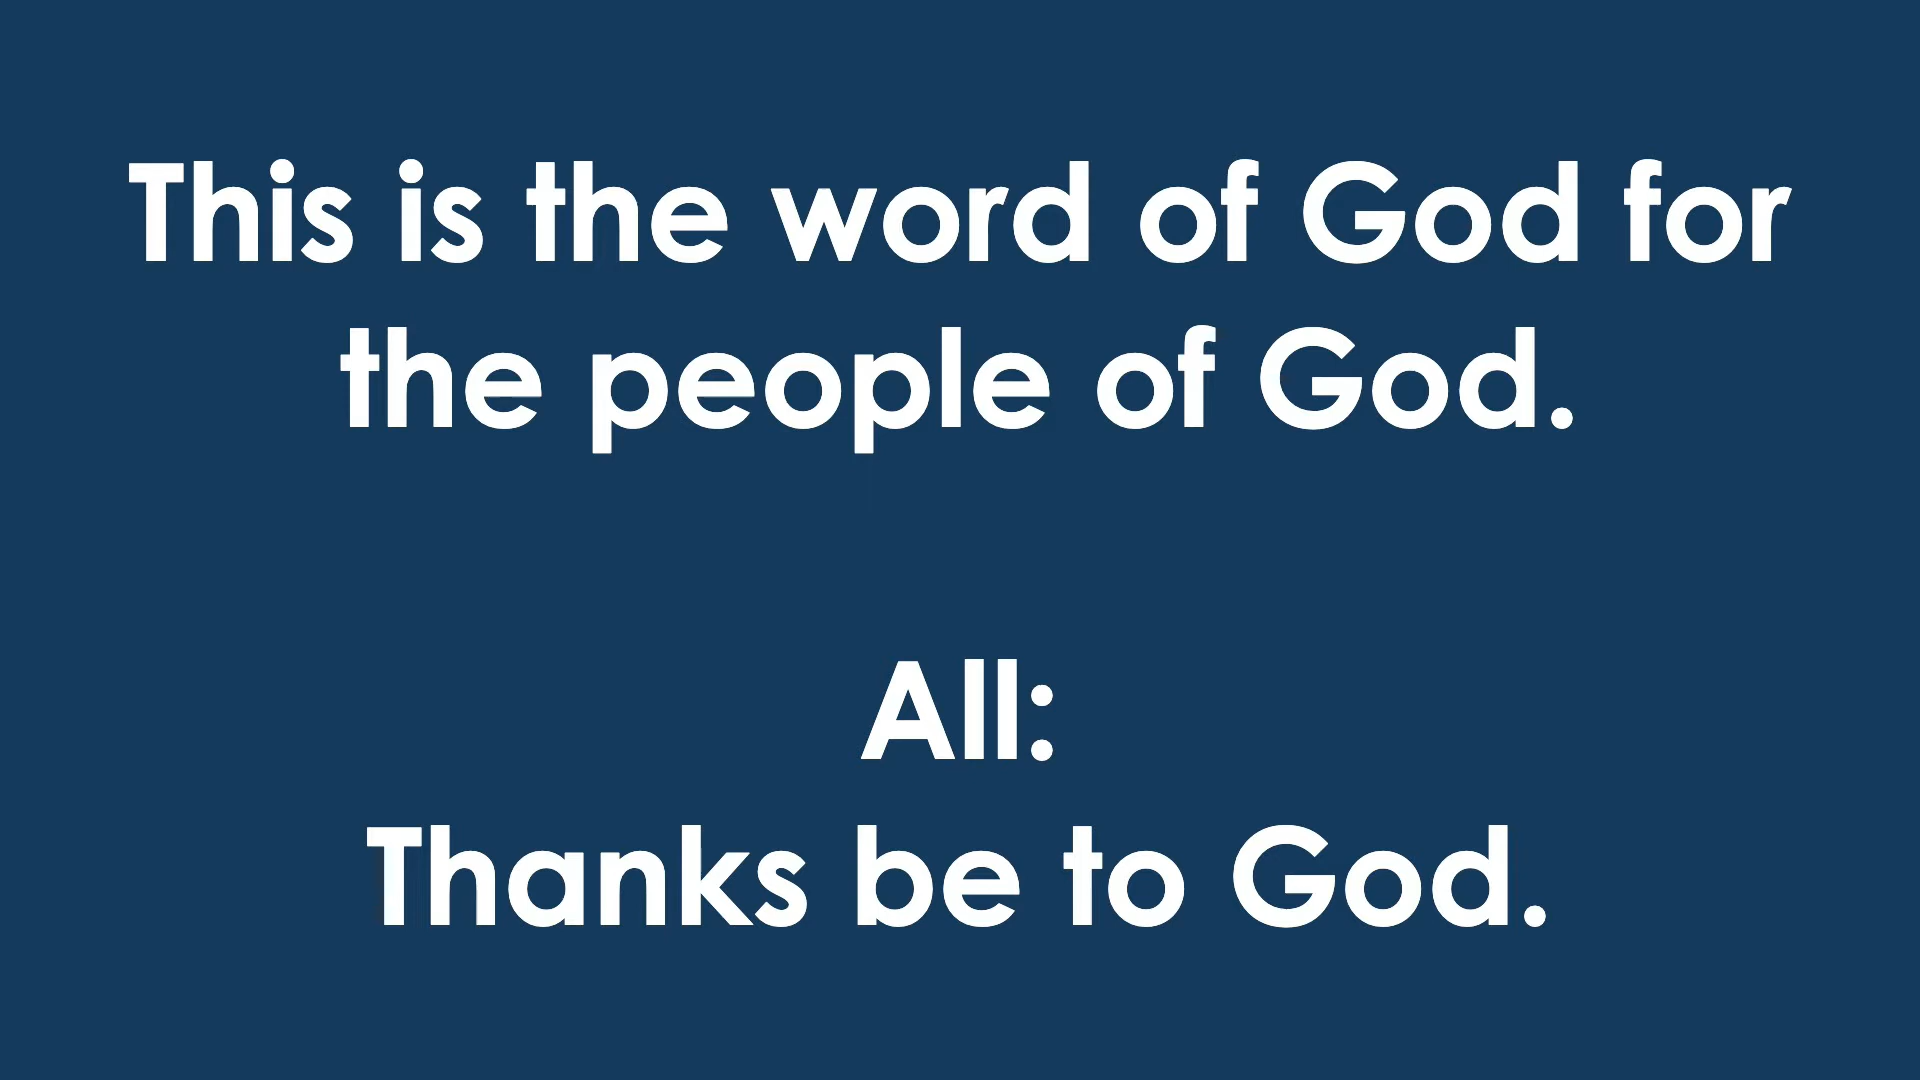 This is the word of God for
the people of God.
All:
Thanks be to God.